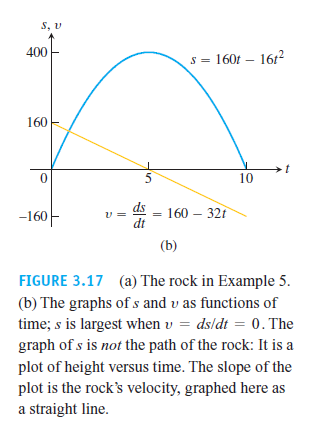 s, v
400
s = 160t − 16t²
160
t
0
5
10
−160
v = ds/dt = 160 − 32t
(b)
FIGURE 3.17 (a) The rock in Example 5.
(b) The graphs of s and v as functions of
time; s is largest when v = ds/dt = 0. The
graph of s is not the path of the rock: It is a
plot of height versus time. The slope of the
plot is the rock’s velocity, graphed here as
a straight line.